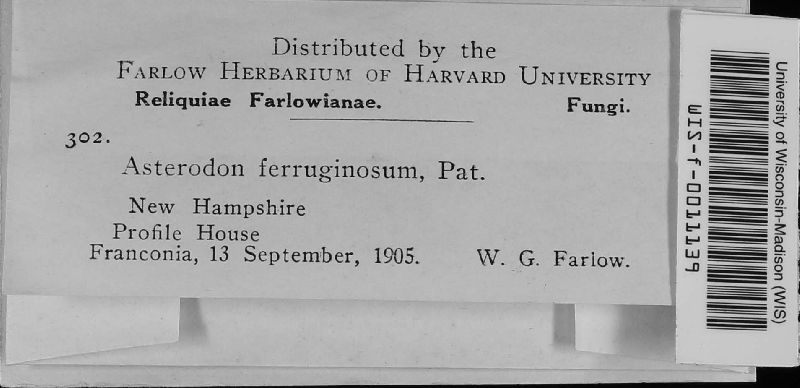 Distributed by the
FARLOW HERBARIUM OF HARVARD UNIVERSITY
Reliquiae Farlowianae. Fungi.
302.
Asterodon ferruginosum, Pat.
New Hampshire
Profile House
Franconia, 13 September, 1905. W. G. Farlow.
University of Wisconsin-Madison (WIS)
WIS-f-0011139